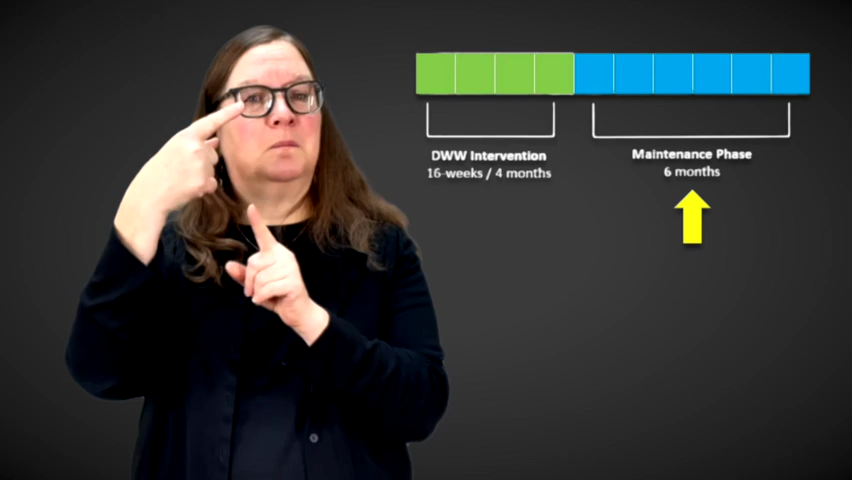 DWW Intervention
16-weeks / 4 months
Maintenance Phase
6 months